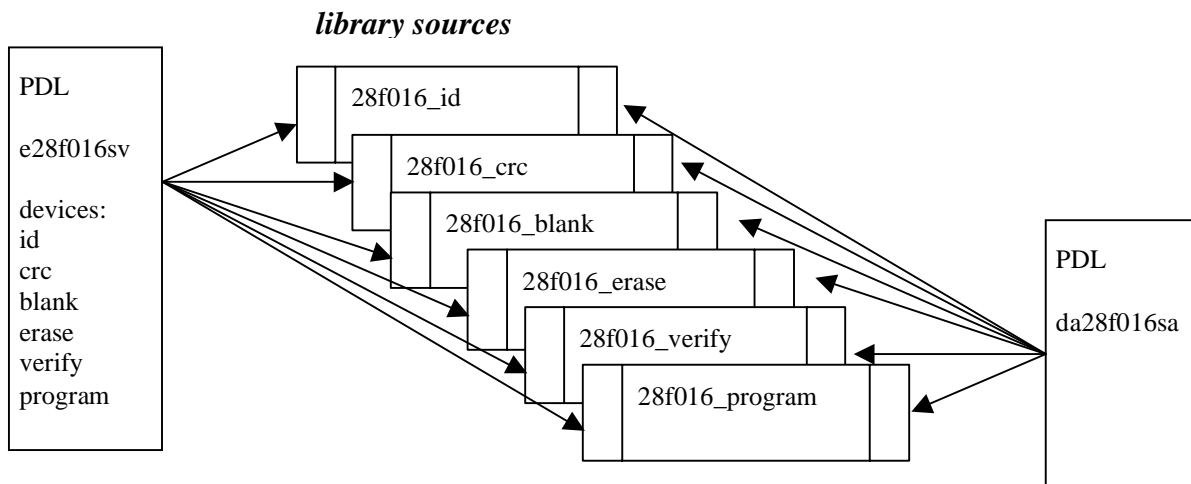 library sources
PDL
e28f016sv
devices:
id
crc
blank
erase
verify
program
28f016_id
28f016_crc
28f016_blank
28f016_erase
28f016_verify
28f016_program
PDL
da28f016sa